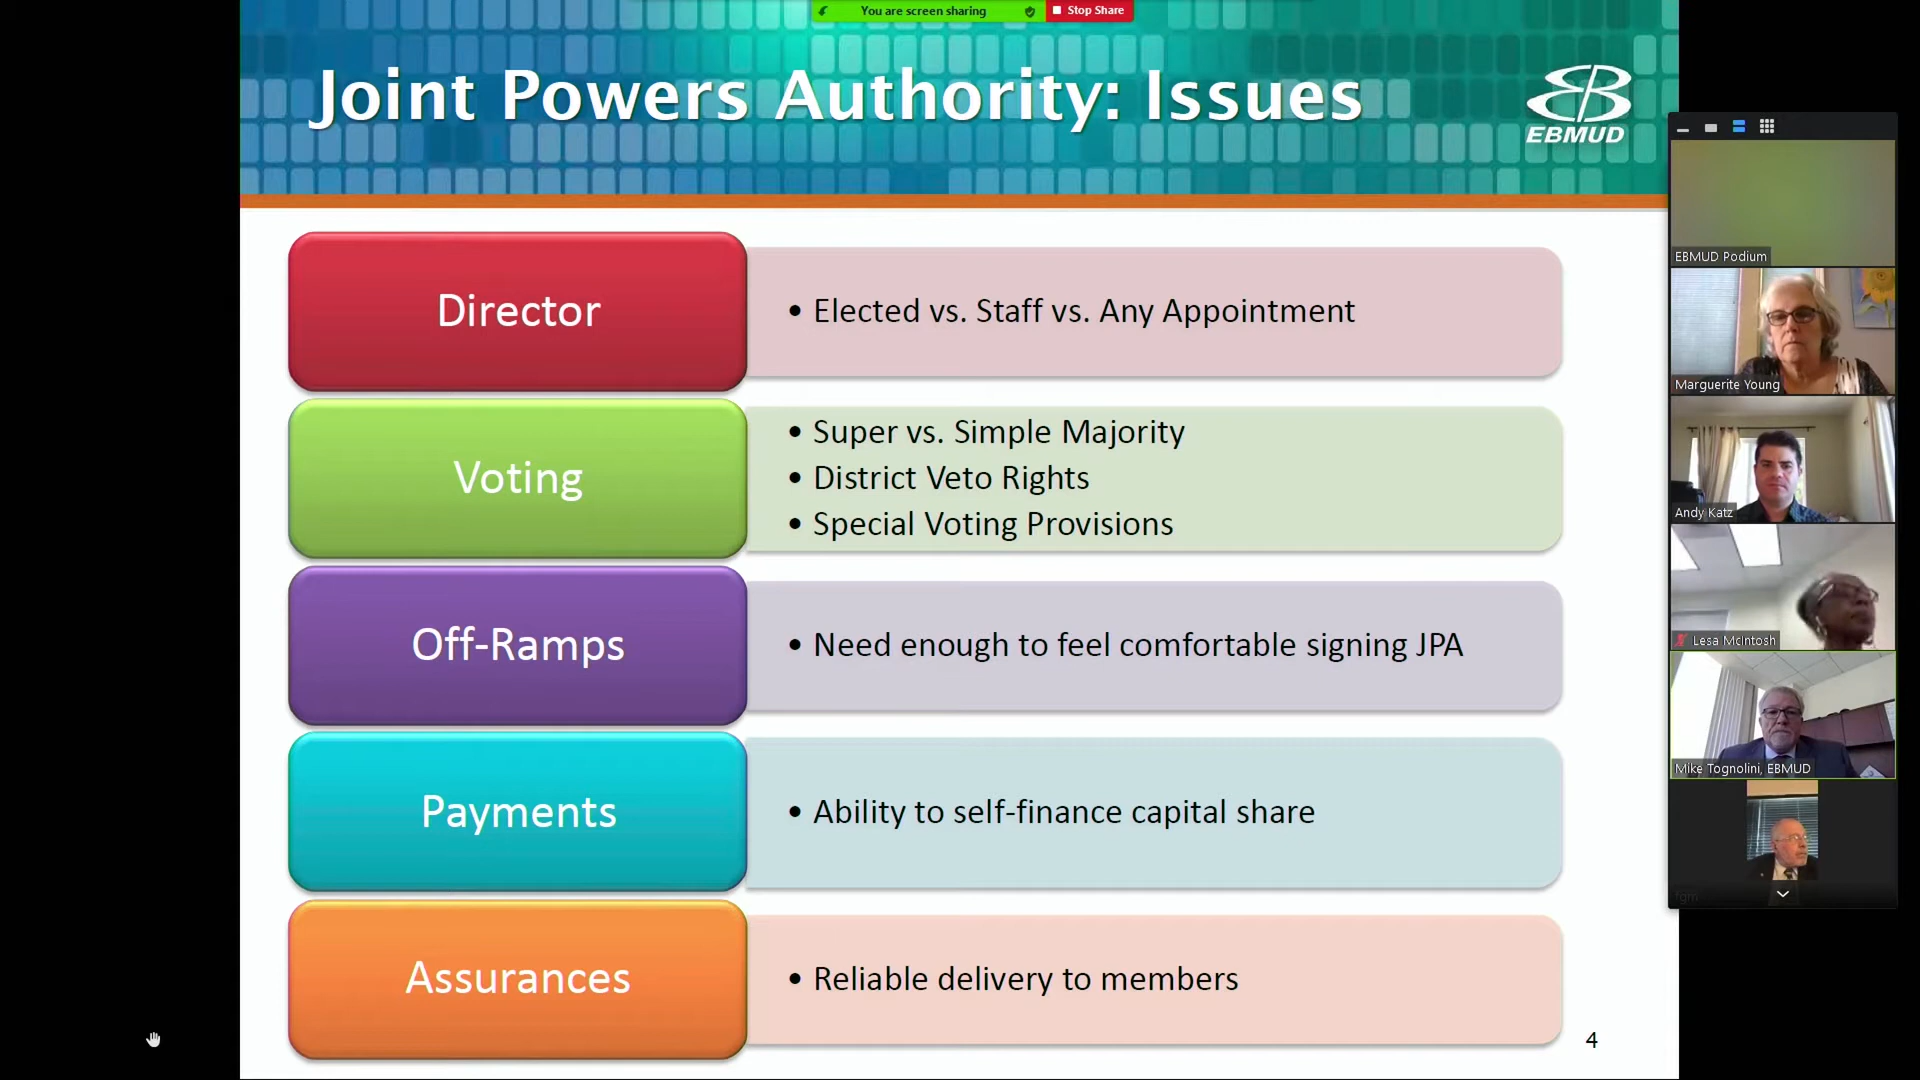 You are screen sharing
Stop Share
Joint Powers Authority: Issues
EBMUD
Director
• Elected vs. Staff vs. Any Appointment
Voting
• Super vs. Simple Majority
• District Veto Rights
• Special Voting Provisions
Off-Ramps
• Need enough to feel comfortable signing JPA
Payments
• Ability to self-finance capital share
Assurances
• Reliable delivery to members
4
EBMUD Podium
Marguerite Young
Andy Katz
Lesa McIntosh
Mike Tognolini, EBMUD